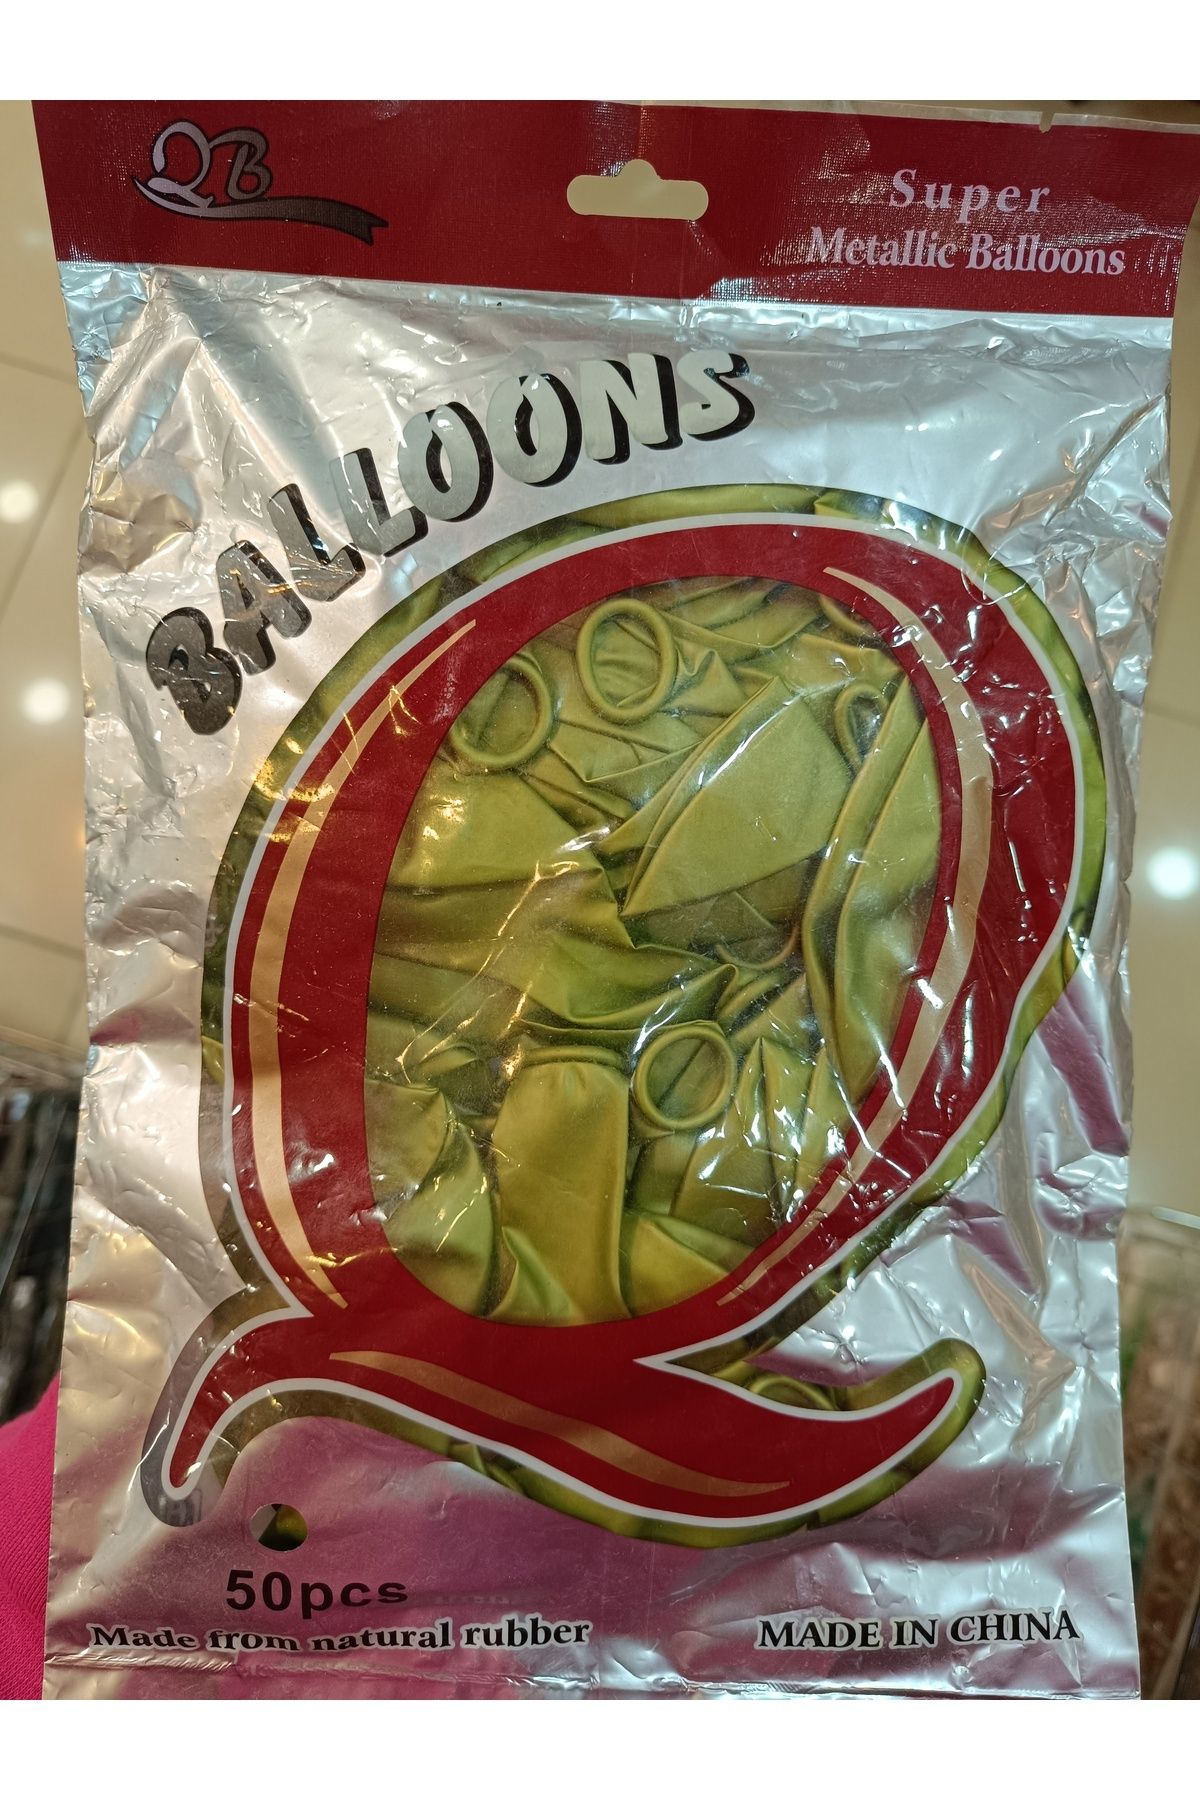 QB
Super
Metallic Balloons
BALLOONS
Q
50pcs
Made from natural rubber
MADE IN CHINA